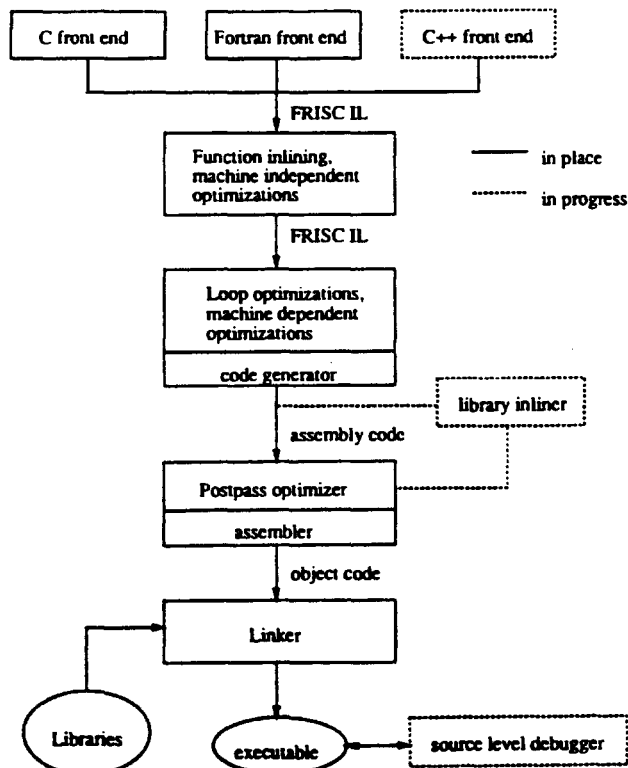 C front end
Fortran front end
C++ front end
FRISC IL
Function inlining,
machine independent
optimizations
in place
in progress
FRISC IL
Loop optimizations,
machine dependent
optimizations
code generator
library inliner
assembly code
Postpass optimizer
assembler
object code
Linker
Libraries
executable
source level debugger